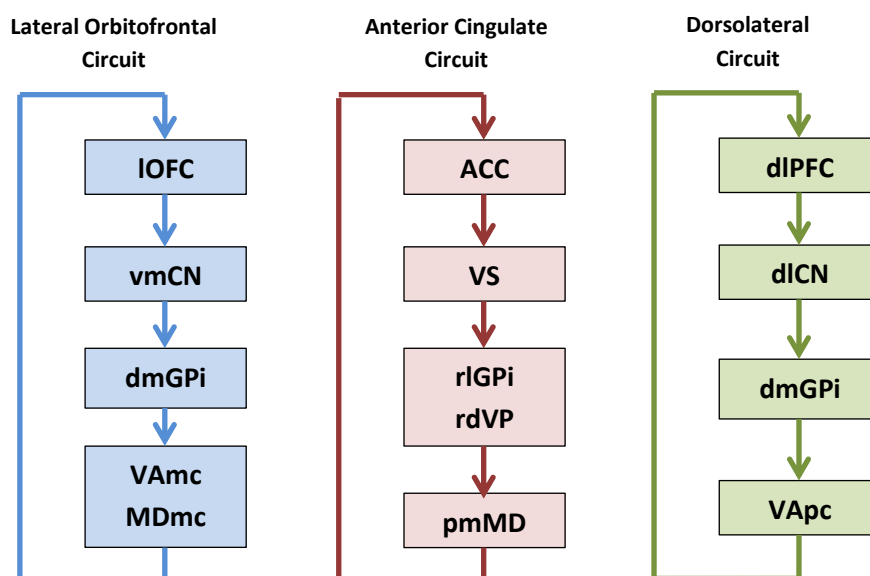 Lateral Orbitofrontal
Circuit
lOFC
vmCN
dmGPi
VAmc
MDmc
Anterior Cingulate
Circuit
ACC
VS
rlGPi
rdVP
pmMD
Dorsolateral
Circuit
dlPFC
dlCN
dmGPi
VApc